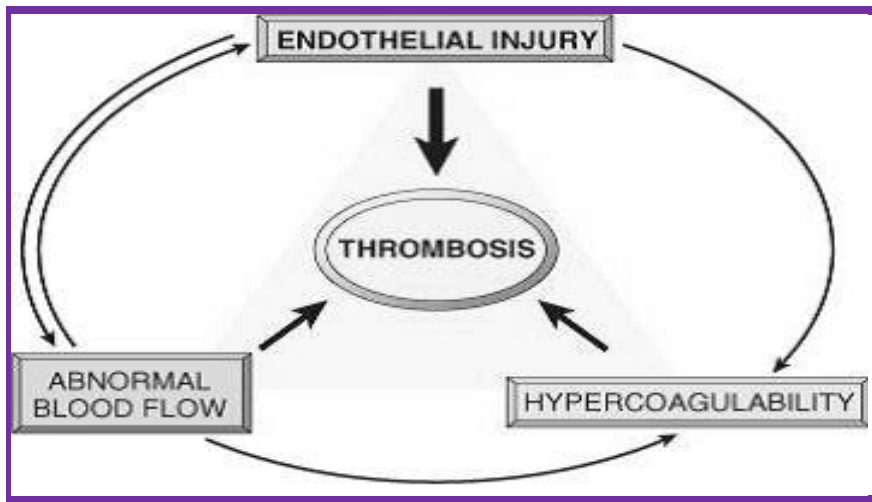 ENDOTHELIAL INJURY
THROMBOSIS
ABNORMAL
BLOOD FLOW
HYPERCOAGULABILITY